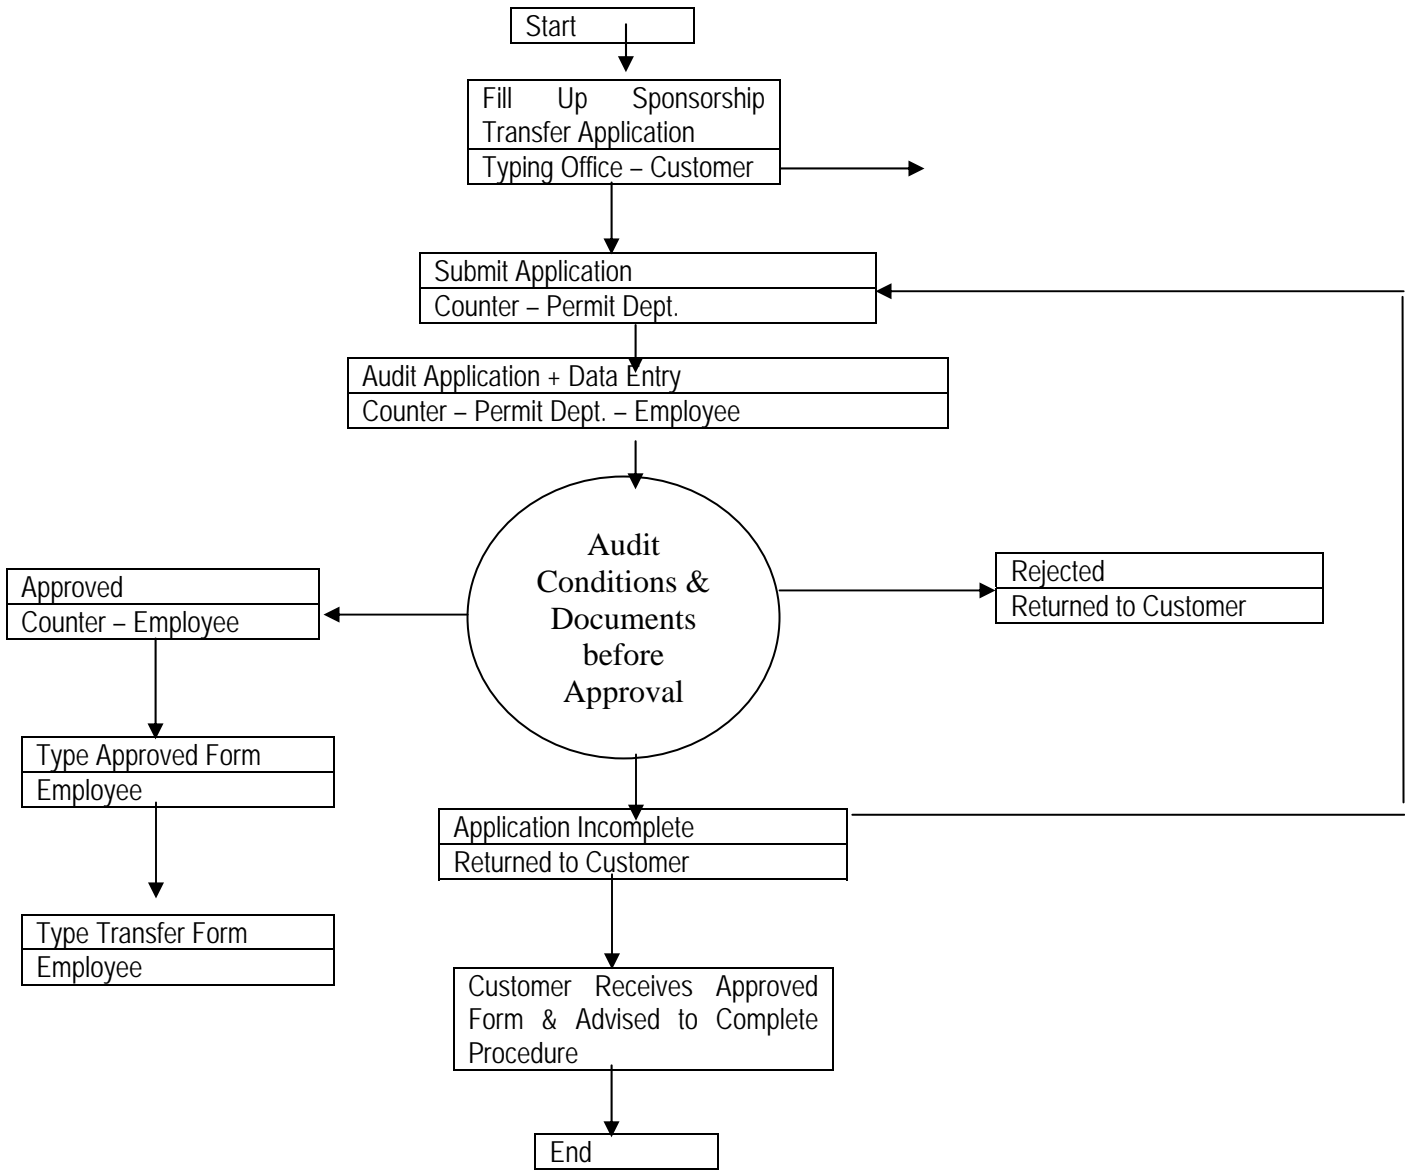 Start
Fill Up Sponsorship
Transfer Application
Typing Office – Customer
Submit Application
Counter – Permit Dept.
Audit Application + Data Entry
Counter – Permit Dept. – Employee
Audit
Conditions &
Documents
before
Approval
Rejected
Returned to Customer
Approved
Counter – Employee
Type Approved Form
Employee
Application Incomplete
Returned to Customer
Type Transfer Form
Employee
Customer Receives Approved
Form & Advised to Complete
Procedure
End